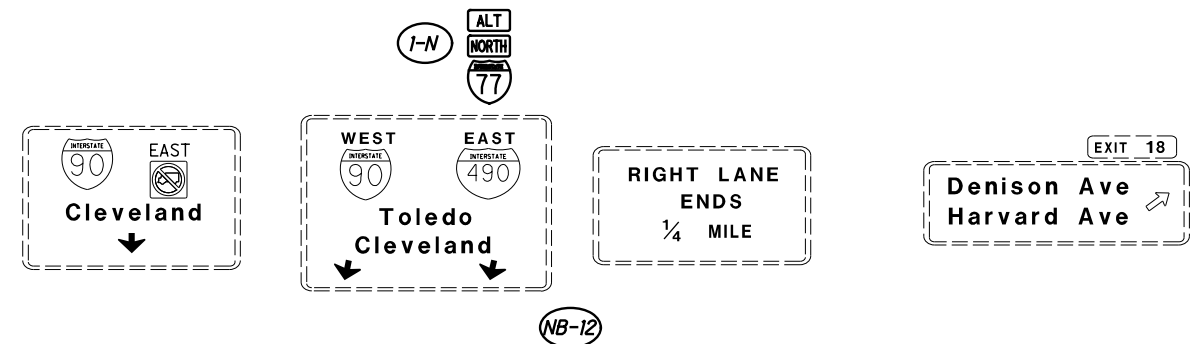 1-N
ALT
NORTH
INTERSTATE
77
INTERSTATE
90
EAST
Cleveland
WEST EAST
INTERSTATE INTERSTATE
90 490
Toledo
Cleveland
RIGHT LANE
ENDS
1/4 MILE
EXIT 18
Denison Ave
Harvard Ave
NB-12